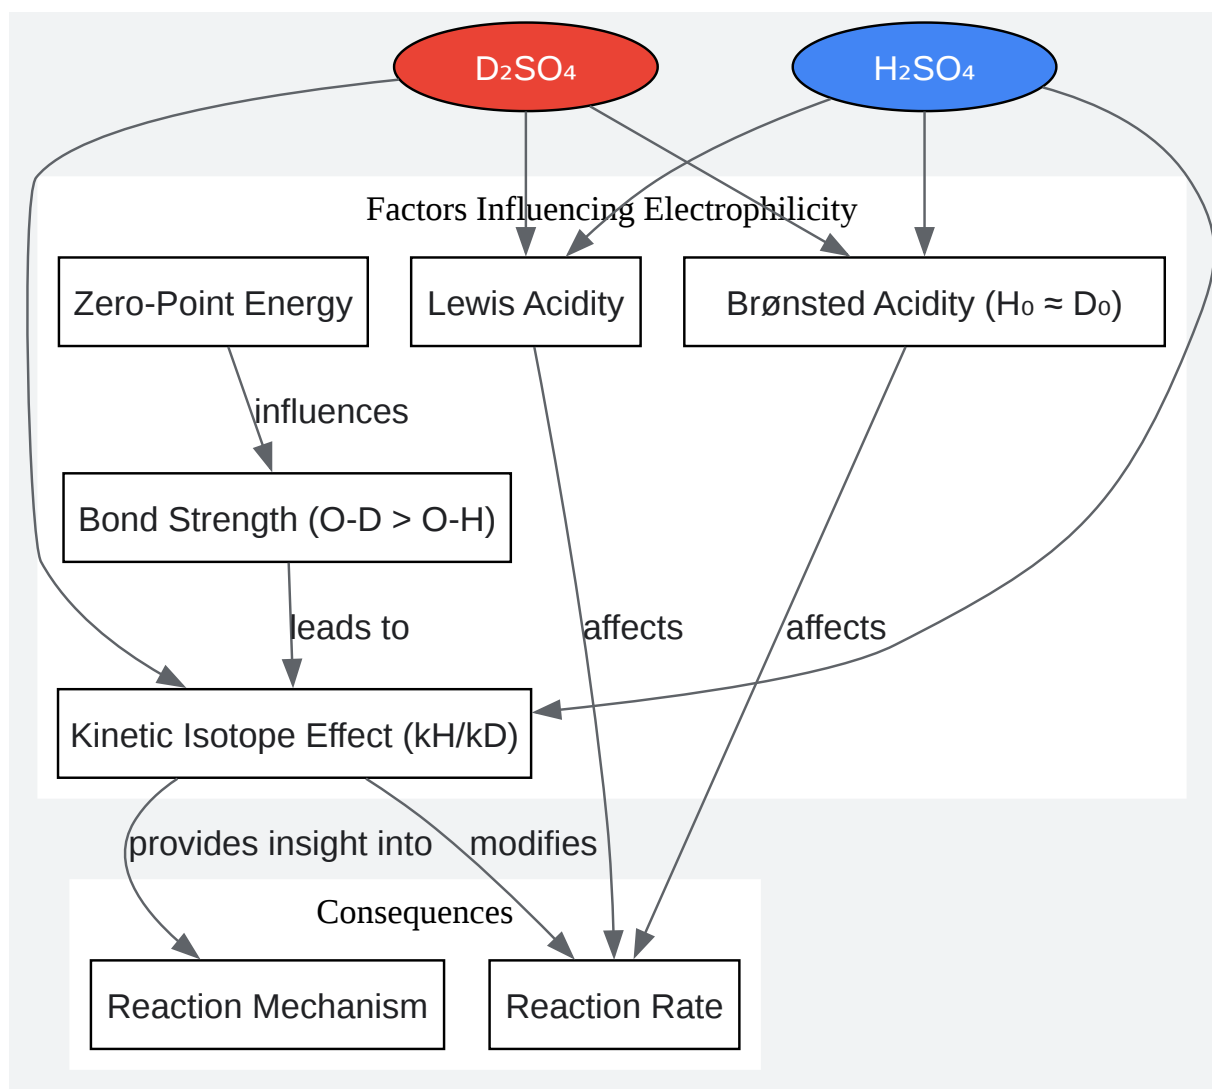 D₂SO₄
H₂SO₄
Factors Influencing Electrophilicity
Zero-Point Energy
Lewis Acidity
Brønsted Acidity (H₀ ≈ D₀)
influences
Bond Strength (O-D > O-H)
leads to
affects
affects
Kinetic Isotope Effect (kH/kD)
provides insight into
modifies
Consequences
Reaction Mechanism
Reaction Rate